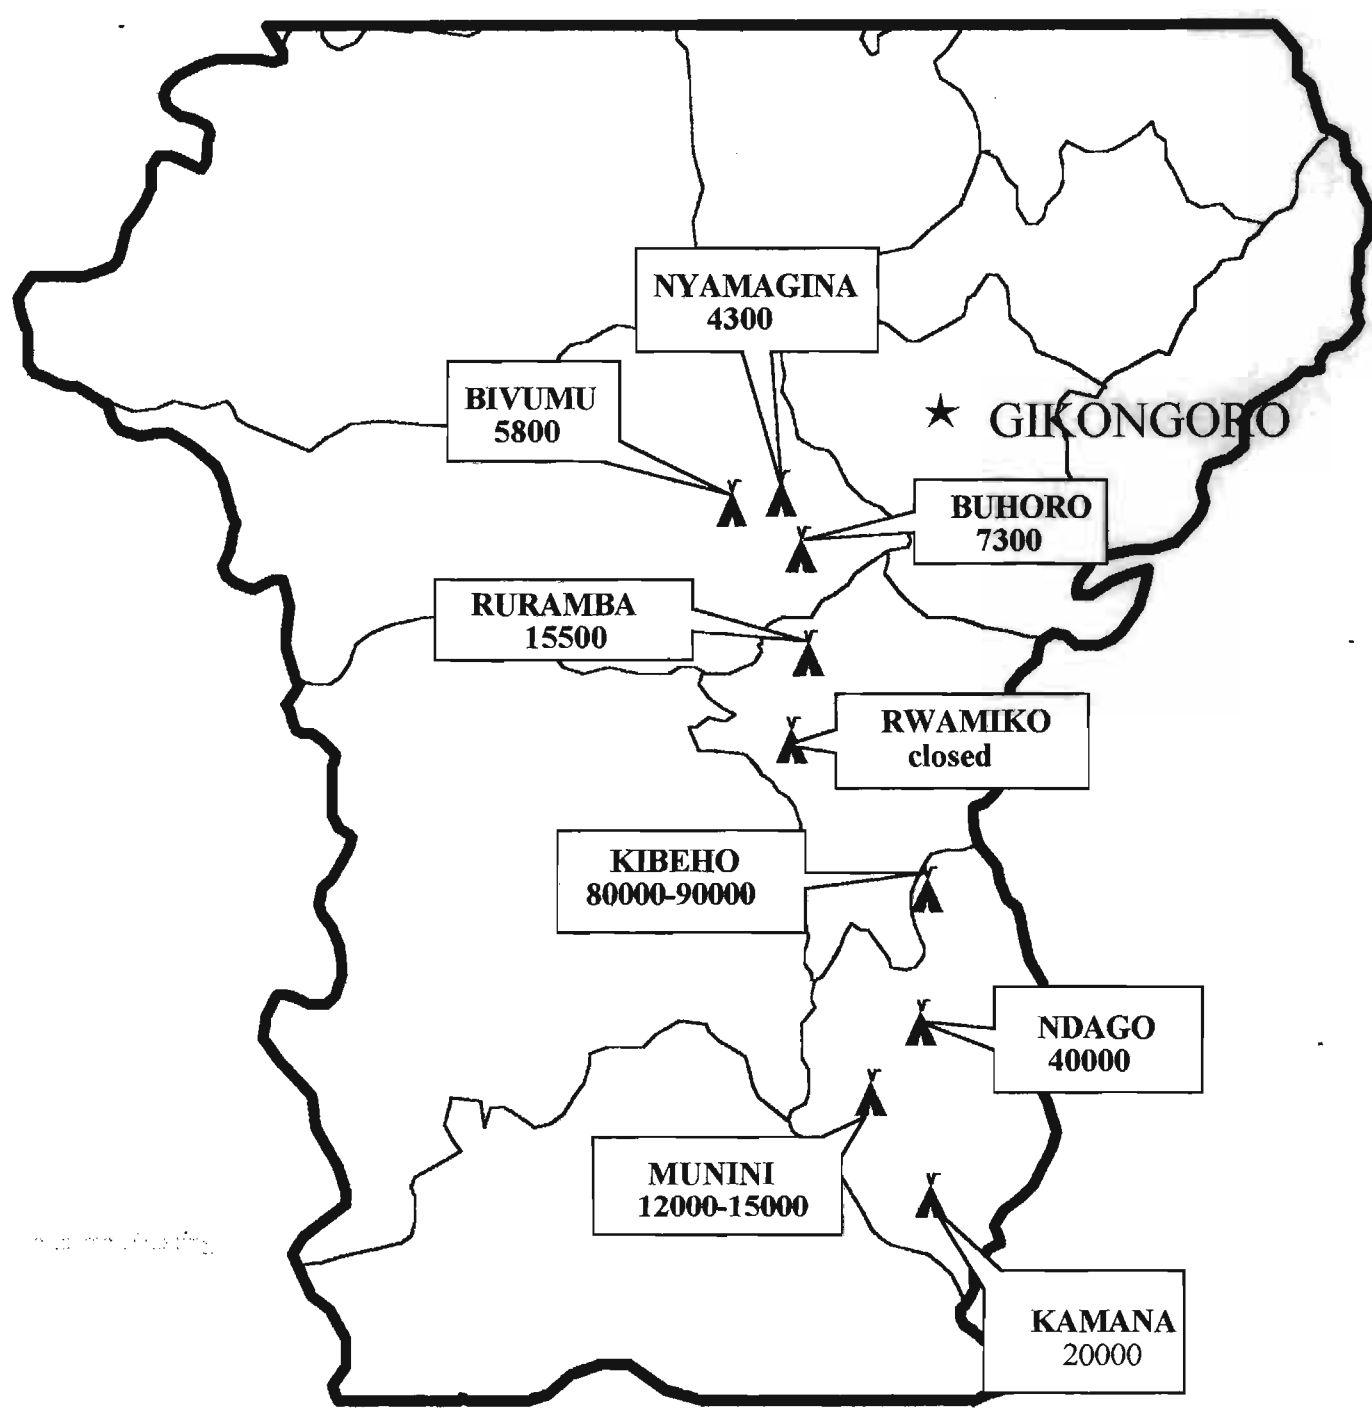 NYAMAGINA
4300
BIVUMU
5800
GIKONGORO
BUHORO
7300
RURAMBA
15500
RWAMIKO
closed
KIBEHO
80000-90000
NDAGO
40000
MUNINI
12000-15000
KAMANA
20000